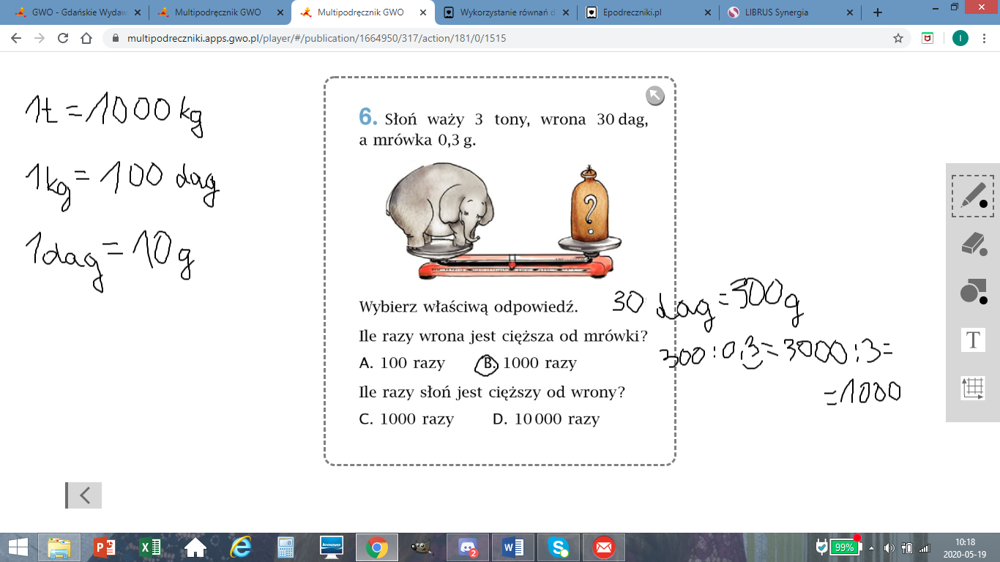 GWO - Gdańskie Wydaw
Multipodręcznik GWO
Multipodręcznik GWO
Wykorzystanie równań d
Epodreczniki.pl
LIBRUS Synergia
multipodreczniki.apps.gwo.pl/player/#/publication/1664950/317/action/181/0/1515
I
1t = 1000 kg
1kg = 100 dag
1dag = 10g
6. Słoń waży 3 tony, wrona 30 dag,
a mrówka 0,3 g.
?
Wybierz właściwą odpowiedź.
30 dag = 300g
Ile razy wrona jest cięższa od mrówki?
300 : 0,3 = 3000 : 3 =
A. 100 razy B. 1000 razy
= 1000
Ile razy słoń jest cięższy od wrony?
C. 1000 razy D. 10 000 razy
T
lenovo
2
99%
10:18
2020-05-19